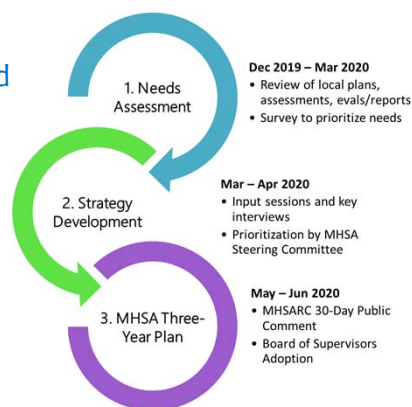 d
1. Needs
Assessment
Dec 2019 – Mar 2020
• Review of local plans,
assessments, evals/reports
• Survey to prioritize needs
2. Strategy
Development
Mar – Apr 2020
• Input sessions and key
interviews
• Prioritization by MHSA
Steering Committee
3. MHSA Three-
Year Plan
May – Jun 2020
• MHSARC 30-Day Public
Comment
• Board of Supervisors
Adoption